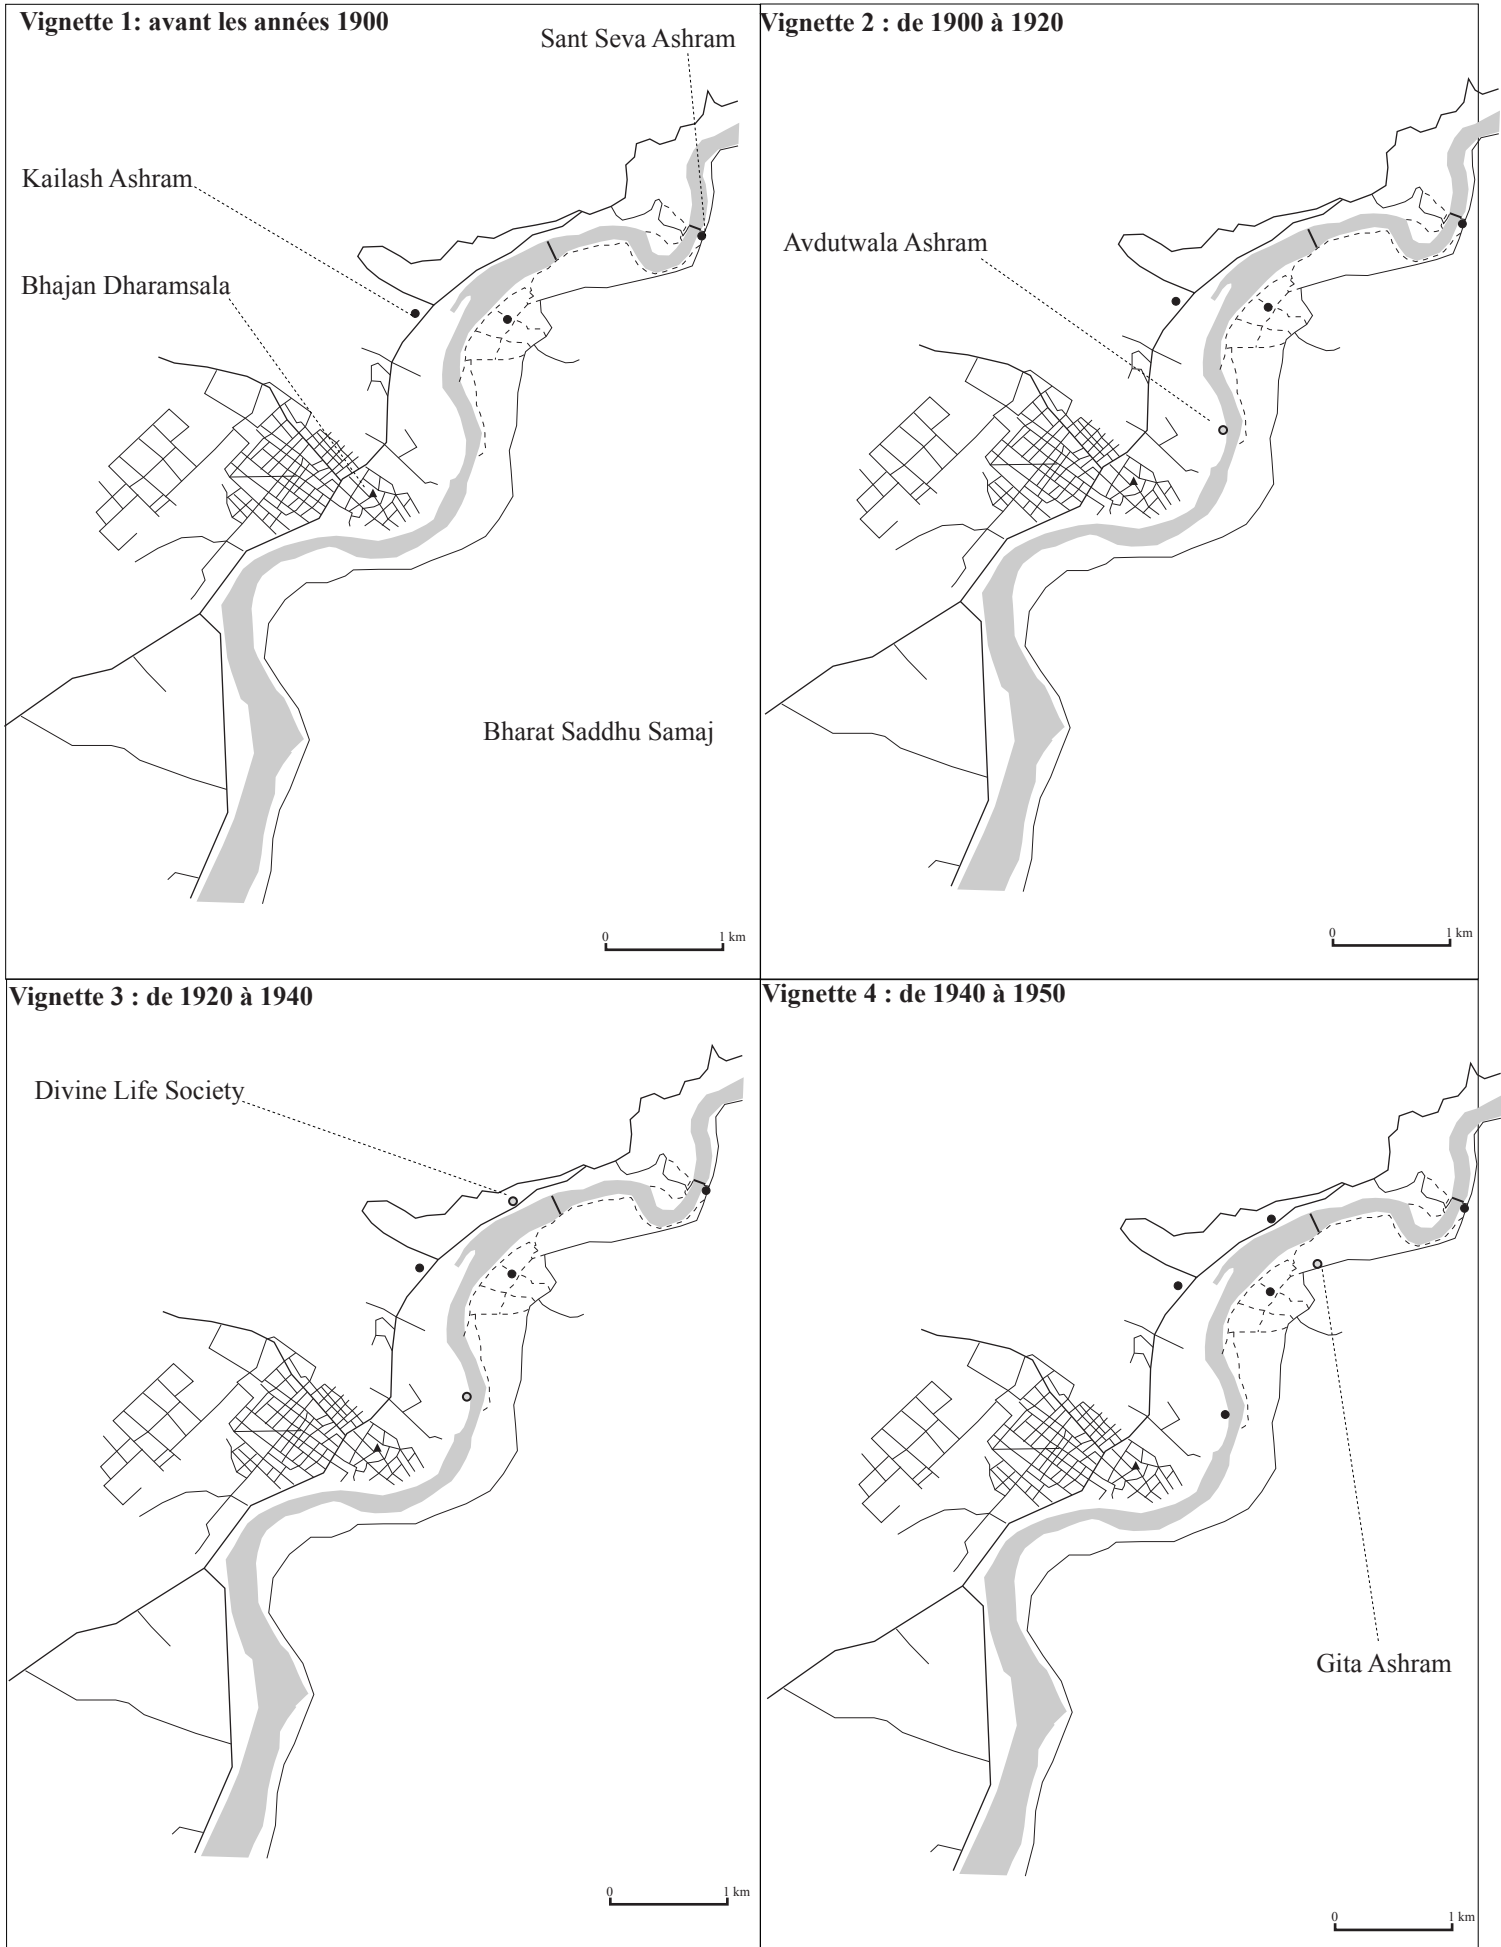 Vignette 1: avant les années 1900
Sant Seva Ashram
Kailash Ashram
Bhajan Dharamsala
Bharat Saddhu Samaj
0
1 km
Vignette 2 : de 1900 à 1920
Avdutwala Ashram
0
1 km
Vignette 3 : de 1920 à 1940
Divine Life Society
0
1 km
Vignette 4 : de 1940 à 1950
Gita Ashram
0
1 km